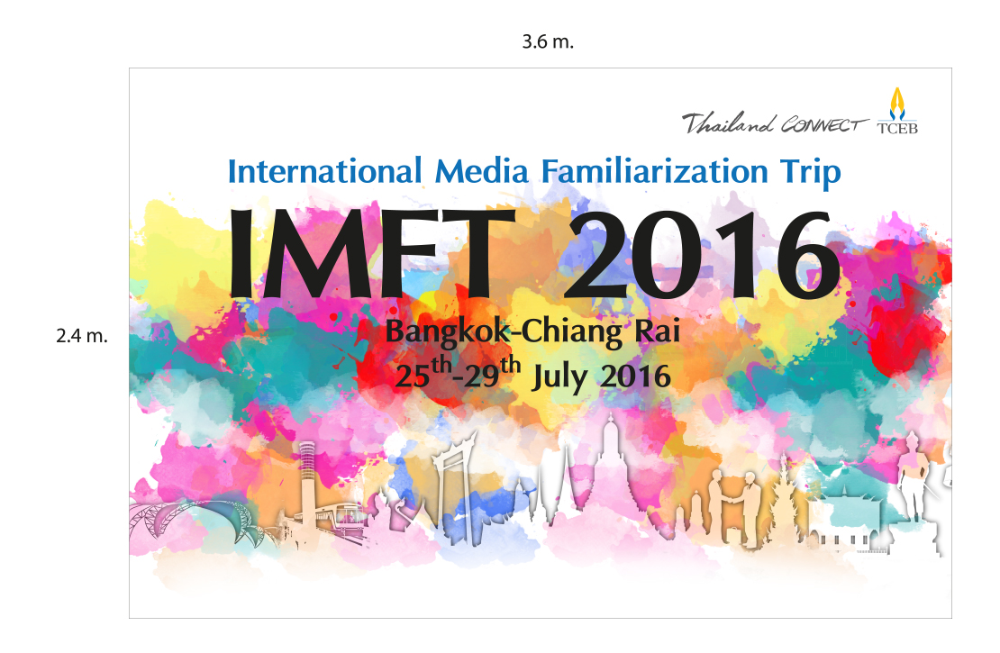 3.6 m.
Thailand CONNECT
TCEB
International Media Familiarization Trip
IMFT 2016
2.4 m.
Bangkok-Chiang Rai
25th-29th July 2016